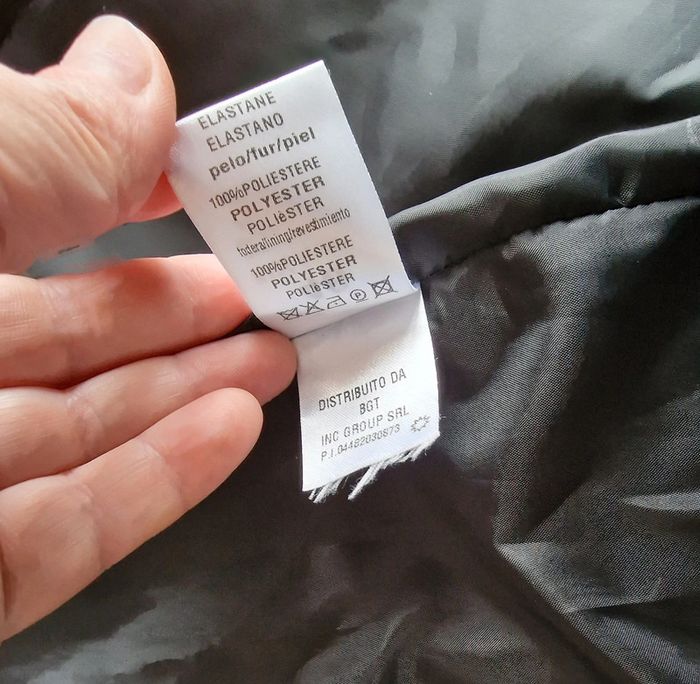 ELASTANE
ELASTANO
pelo/fur/piel
100%POLIESTERE
POLYESTER
POLIèSTER
fodera/lining/revestimiento
100%POLIESTERE
POLYESTER
POLIèSTER
DISTRIBUITO DA
BGT
INC GROUP SRL
P.I.04482030873